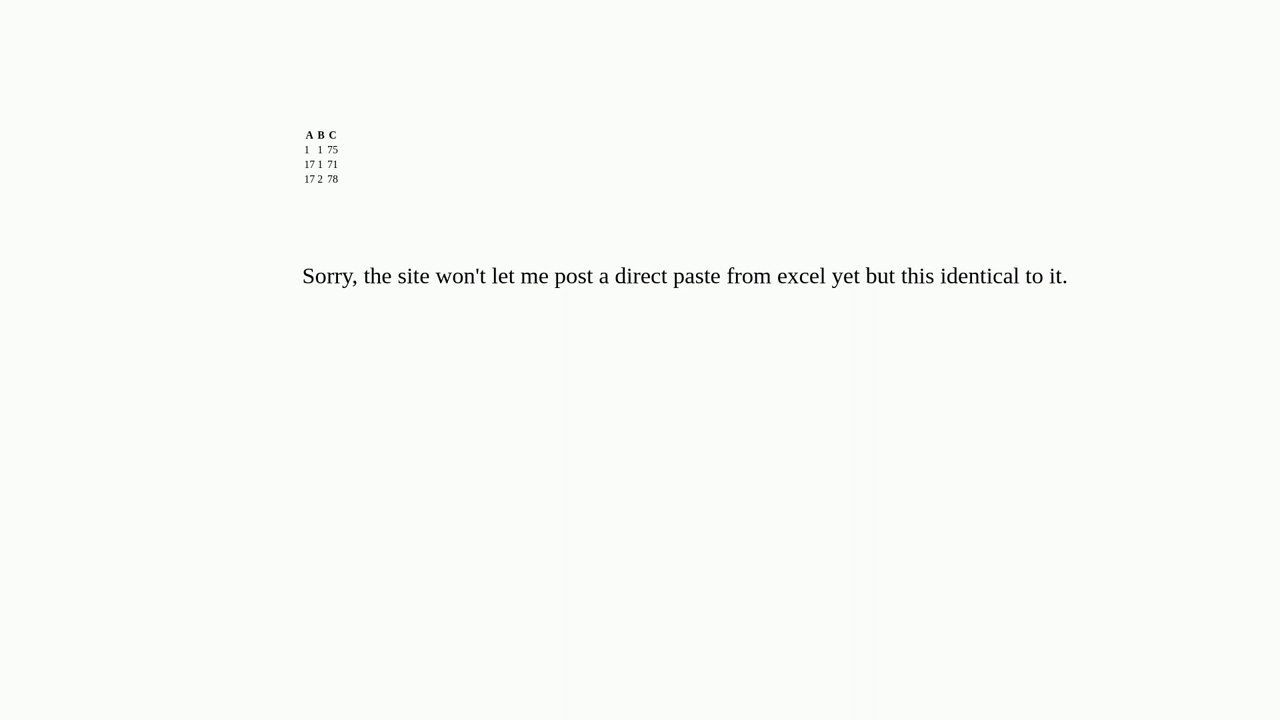 A B C
1 1 75
17 1 71
17 2 78
Sorry, the site won't let me post a direct paste from excel yet but this identical to it.